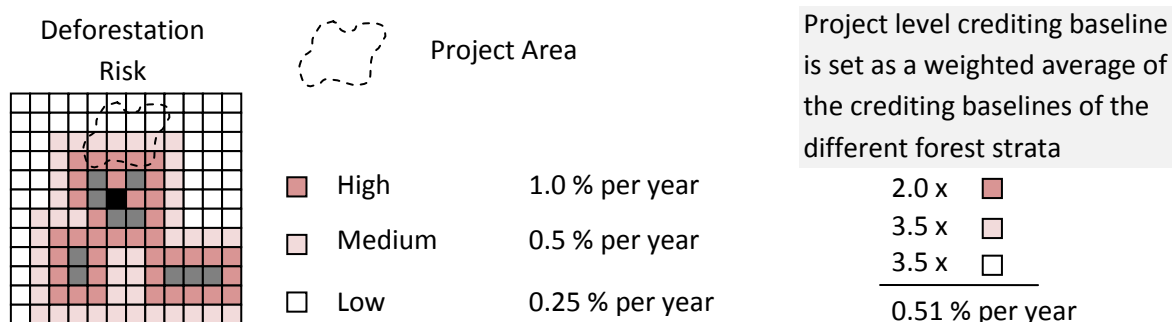 Deforestation
Risk
Project Area
High 1.0 % per year
Medium 0.5 % per year
Low 0.25 % per year
Project level crediting baseline
is set as a weighted average of
the crediting baselines of the
different forest strata
2.0 x
3.5 x
3.5 x
0.51 % per year